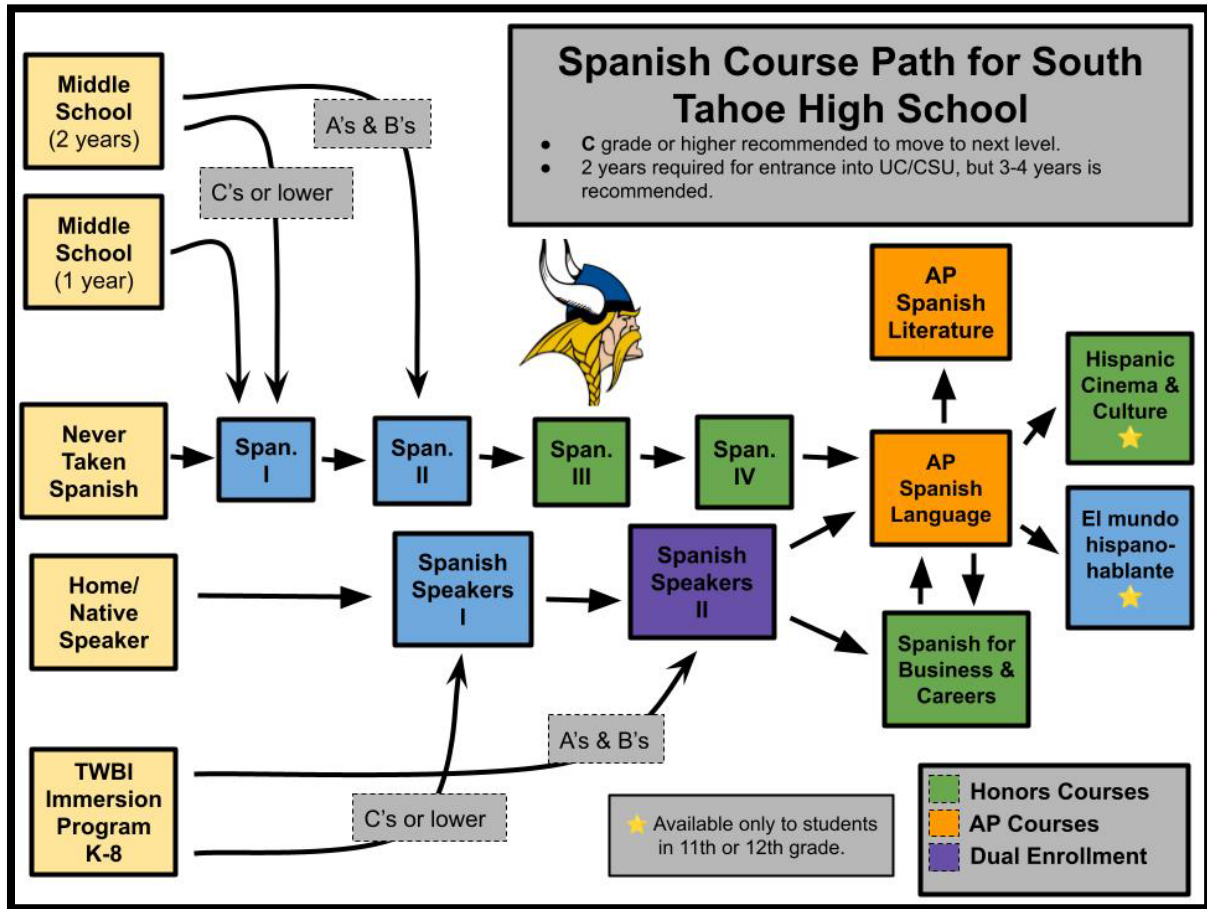 Spanish Course Path for South
Tahoe High School
● C grade or higher recommended to move to next level.
● 2 years required for entrance into UC/CSU, but 3-4 years is
recommended.
Middle
School
(2 years)
A's & B's
C's or lower
Middle
School
(1 year)
AP
Spanish
Literature
Hispanic
Cinema &
Culture
Never
Taken
Spanish
Span.
I
Span.
II
Span.
III
Span.
IV
AP
Spanish
Language
El mundo
hispano-
hablante
Home/
Native
Speaker
Spanish
Speakers
I
Spanish
Speakers
II
Spanish for
Business &
Careers
TWBI
Immersion
Program
K-8
A's & B's
C's or lower
Available only to students
in 11th or 12th grade.
Honors Courses
AP Courses
Dual Enrollment